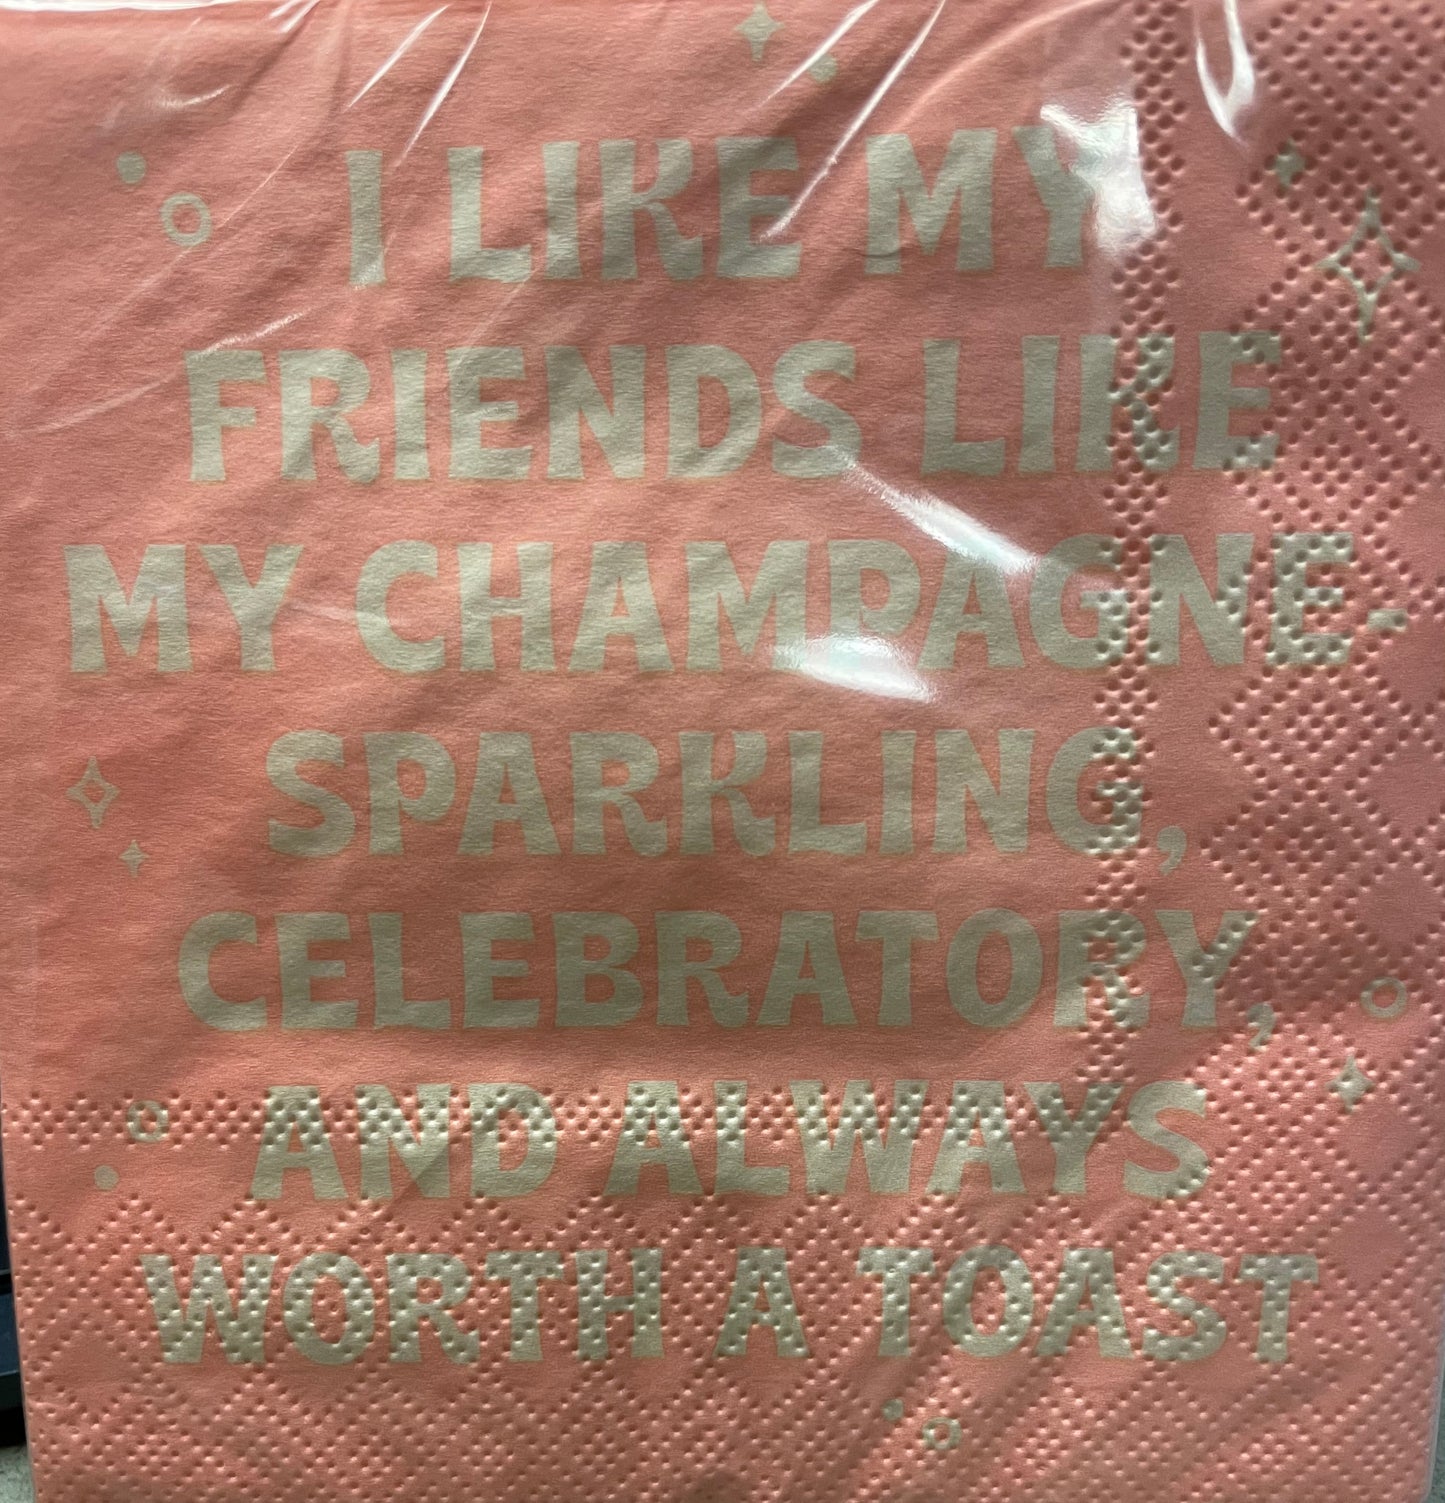 I LIKE MY
FRIENDS LIKE
MY CHAMPAGNE-
SPARKLING,
CELEBRATORY,
AND ALWAYS
WORTH A TOAST